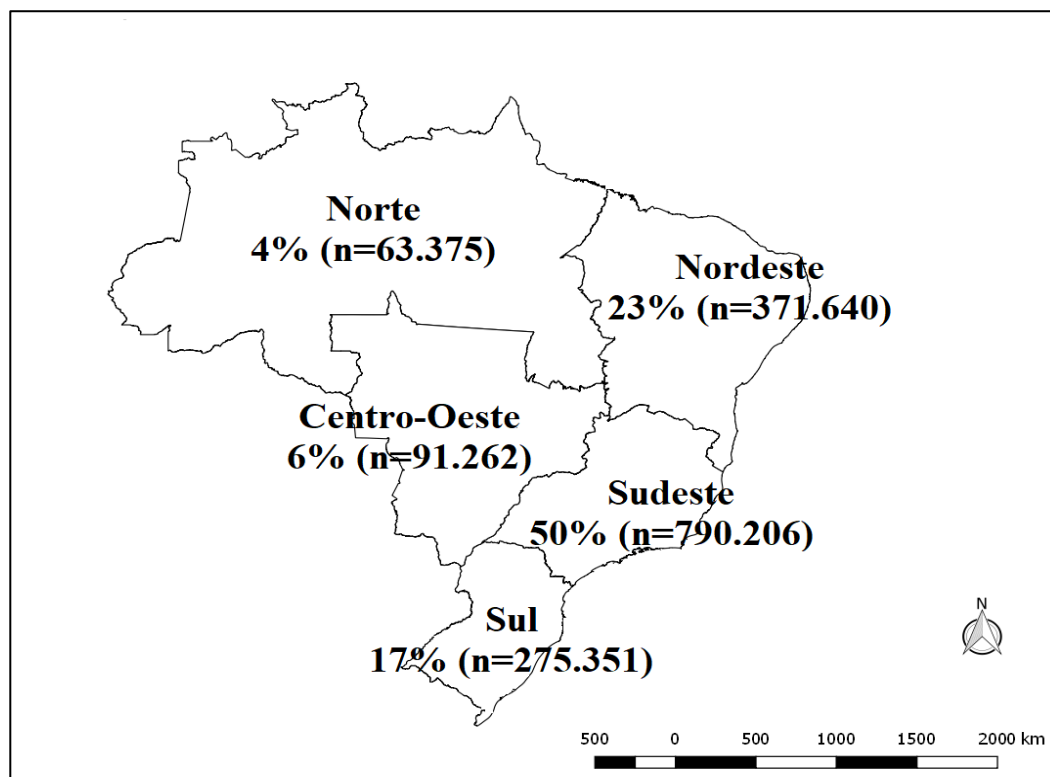 Norte
4% (n=63.375)
Nordeste
23% (n=371.640)
Centro-Oeste
6% (n=91.262)
Sudeste
50% (n=790.206)
Sul
17% (n=275.351)
N
500 0 500 1000 1500 2000 km